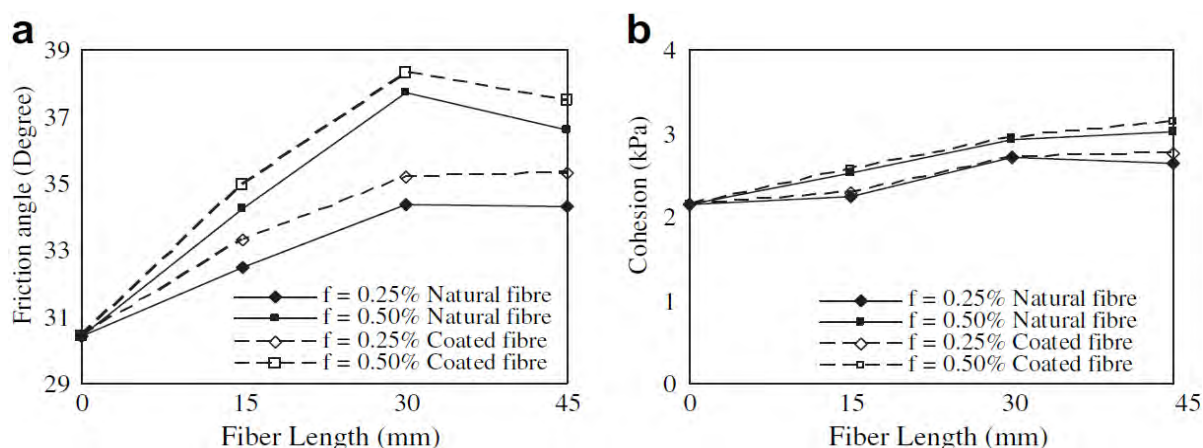 a
39
37
35
33
31
29
Friction angle (Degree)
f = 0.25% Natural fibre
f = 0.50% Natural fibre
f = 0.25% Coated fibre
f = 0.50% Coated fibre
0 15 30 45
Fiber Length (mm)
b
4
3
2
1
0
Cohesion (kPa)
f = 0.25% Natural fibre
f = 0.50% Natural fibre
f = 0.25% Coated fibre
f = 0.50% Coated fibre
0 15 30 45
Fiber Length (mm)